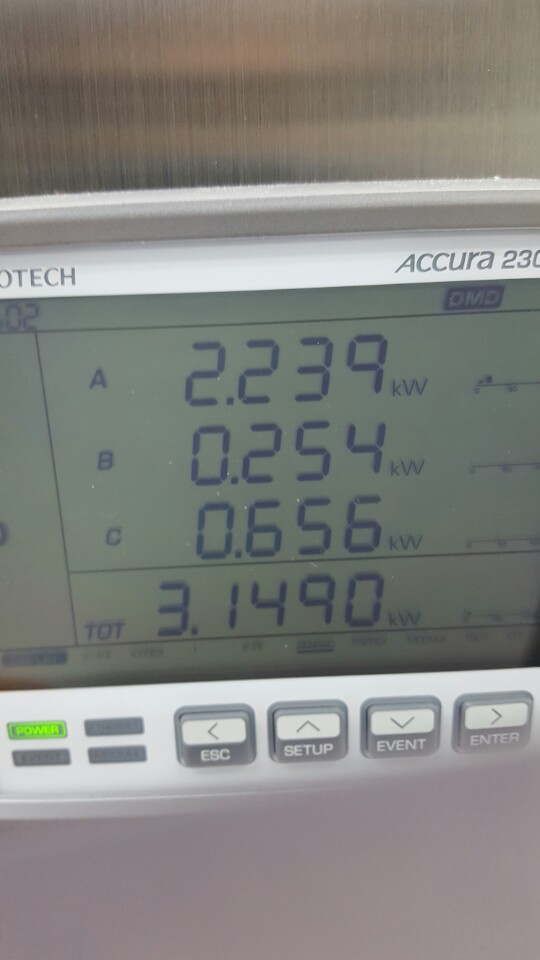 OTECH ACCURA 230
02 DMD
A 2.239 kW
B 0.254 kW
C 0.656 kW
TOT 3.1490 kW
POWER
ESC SETUP EVENT ENTER
EVENT